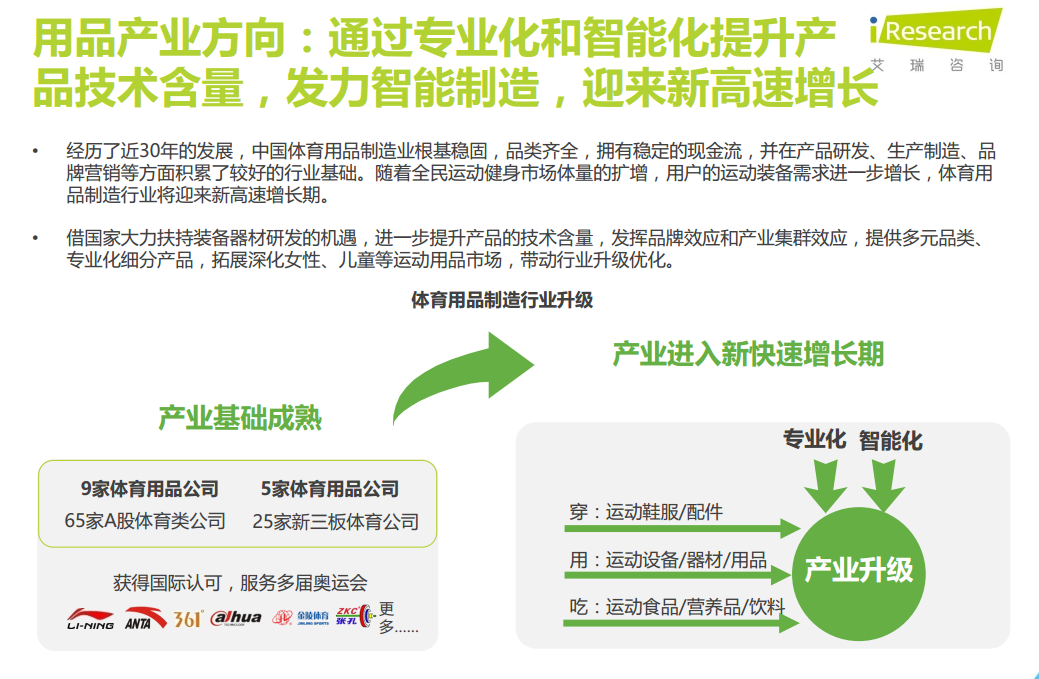 用品产业方向：通过专业化和智能化提升产
品技术含量，发力智能制造，迎来新高速增长
iResearch
艾瑞咨询
• 经历了近30年的发展，中国体育用品制造业根基稳固，品类齐全，拥有稳定的现金流，并在产品研发、生产制造、品
牌营销等方面积累了较好的行业基础。随着全民运动健身市场体量的扩增，用户的运动装备需求进一步增长，体育用
品制造行业将迎来新高速增长期。
• 借国家大力扶持装备器材研发的机遇，进一步提升产品的技术含量，发挥品牌效应和产业集群效应，提供多元品类、
专业化细分产品，拓展深化女性、儿童等运动用品市场，带动行业升级优化。
体育用品制造行业升级
产业基础成熟
9家体育用品公司 5家体育用品公司
65家A股体育类公司 25家新三板体育公司
获得国际认可，服务多届奥运会
LI-NING ANTA 361° alhua 金陵体育 JINLING SPORTS ZKC 张孔 更
多......
产业进入新快速增长期
专业化 智能化
穿：运动鞋服/配件
用：运动设备/器材/用品
吃：运动食品/营养品/饮料
产业升级